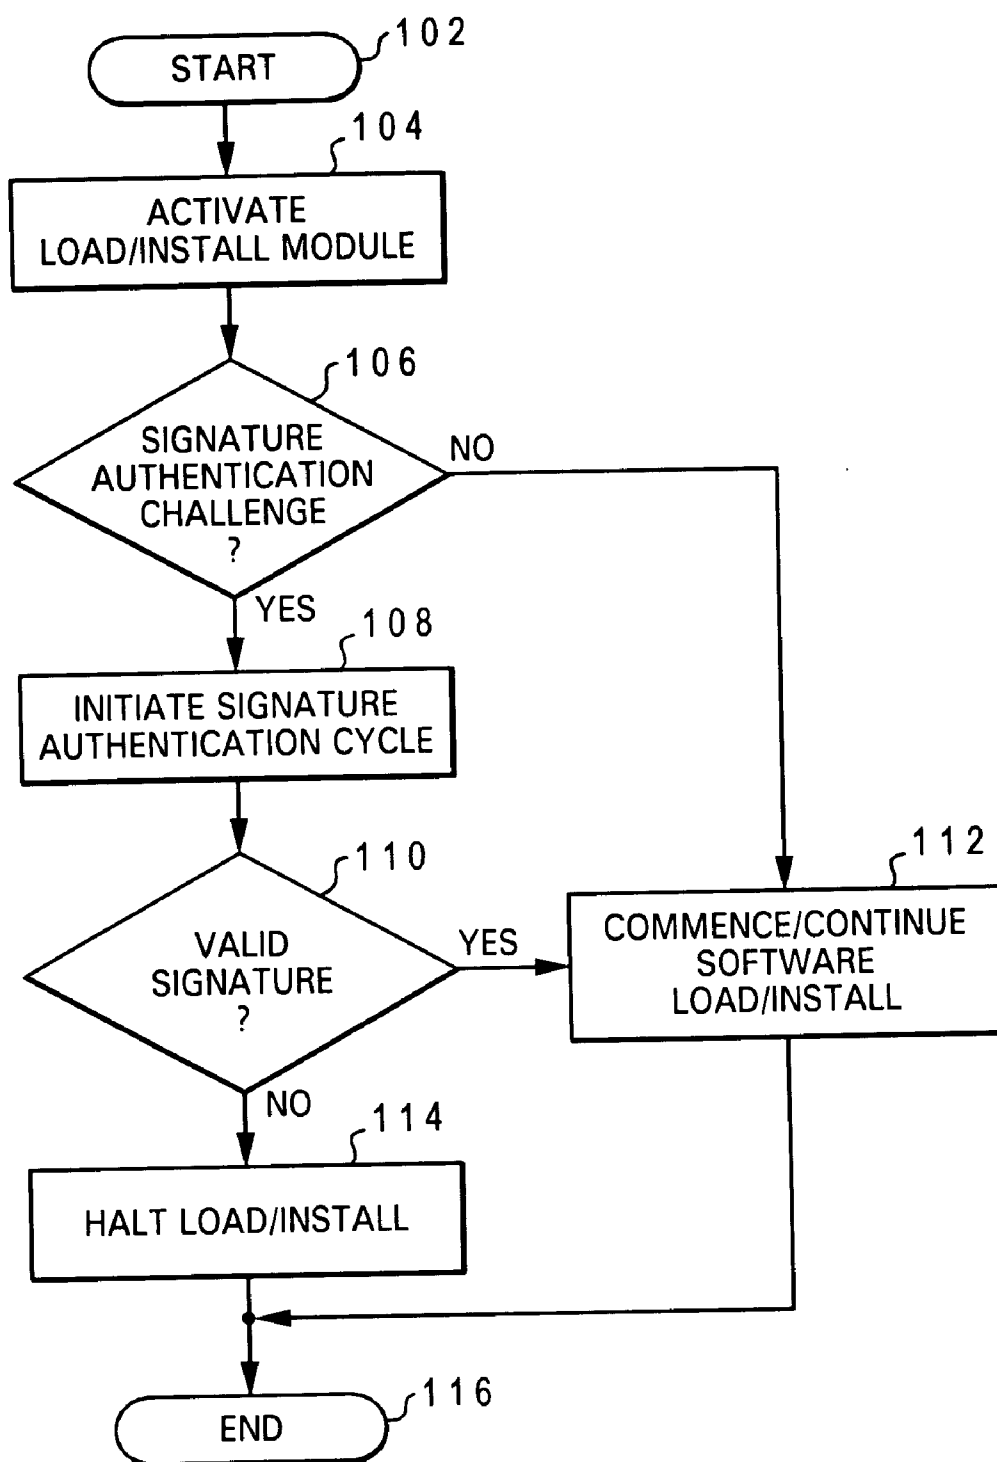 102
START
104
ACTIVATE
LOAD/INSTALL MODULE
106
SIGNATURE
AUTHENTICATION
CHALLENGE
?
NO
YES
108
INITIATE SIGNATURE
AUTHENTICATION CYCLE
110
VALID
SIGNATURE
?
YES
112
COMMENCE/CONTINUE
SOFTWARE
LOAD/INSTALL
NO
114
HALT LOAD/INSTALL
116
END